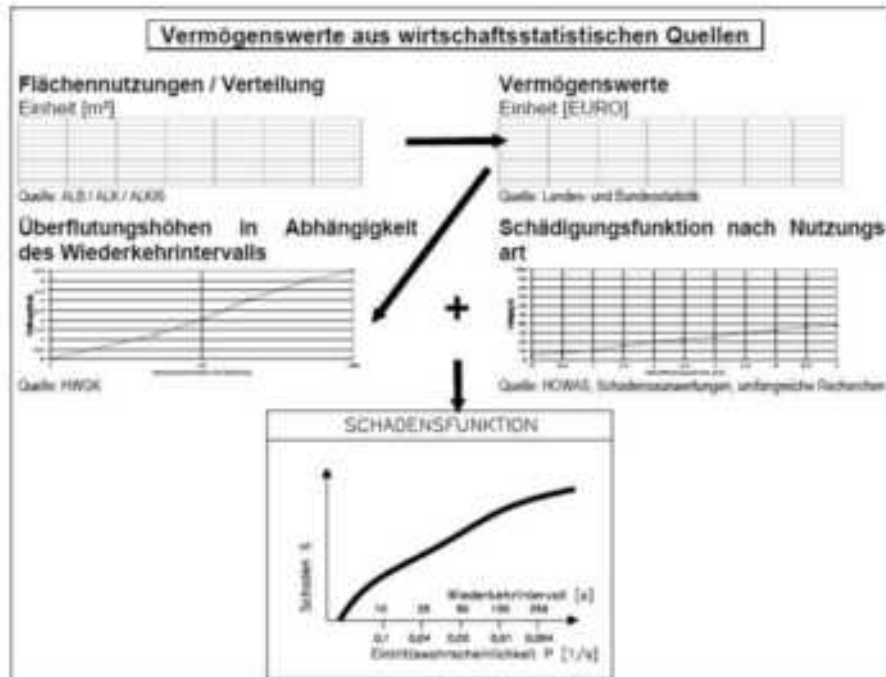 Vermögenswerte aus wirtschaftsstatistischen Quellen
Flächennutzungen / Verteilung
Einheit [m²]
Quelle: ALB / ALK / ALKIS
Vermögenswerte
Einheit [EURO]
Quelle: Landes- und Bundesstatistik
Überflutungshöhen in Abhängigkeit
des Wiederkehrintervalls
Quelle: HWGK
+
Schädigungsfunktion nach Nutzungs
art
Quelle: HOWAS, Schadensauswertungen, umfangreiche Recherchen
SCHADENSFUNKTION
Schaden S
Wiederkehrintervall [a]
10 25 50 100 250
0,1 0,04 0,02 0,01 0,004
Eintrittswahrscheinlichkeit P [1/a]